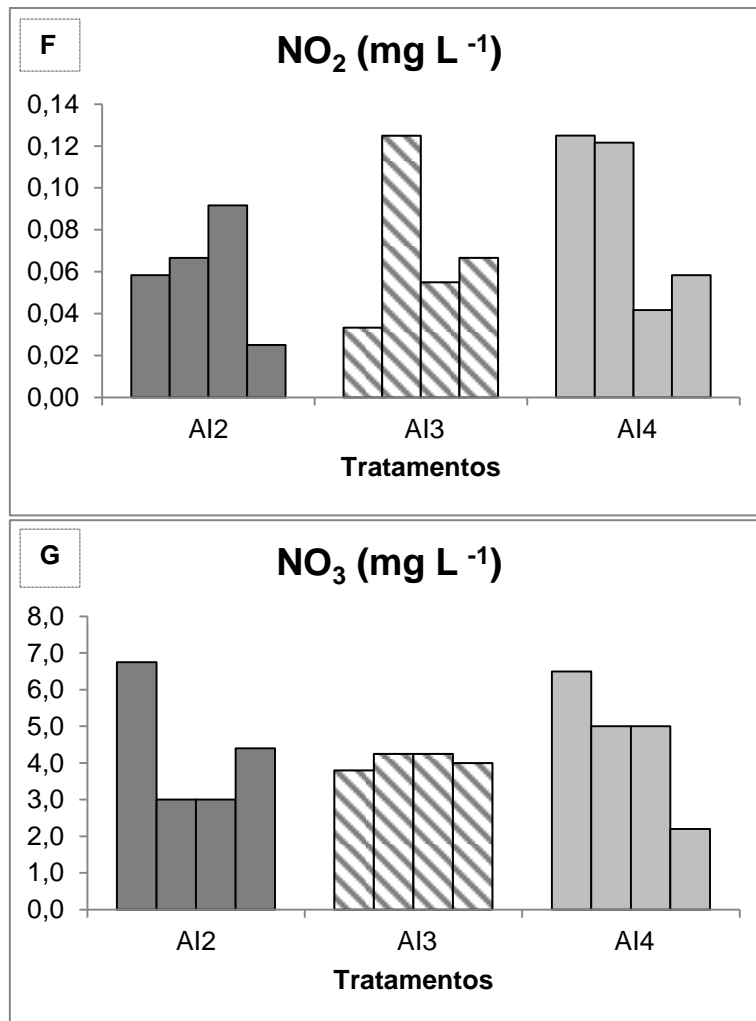 F
NO₂ (mg L ⁻¹)
0,14
0,12
0,10
0,08
0,06
0,04
0,02
0,00
AI2 AI3 AI4
Tratamentos
G
NO₃ (mg L ⁻¹)
8,0
7,0
6,0
5,0
4,0
3,0
2,0
1,0
0,0
AI2 AI3 AI4
Tratamentos